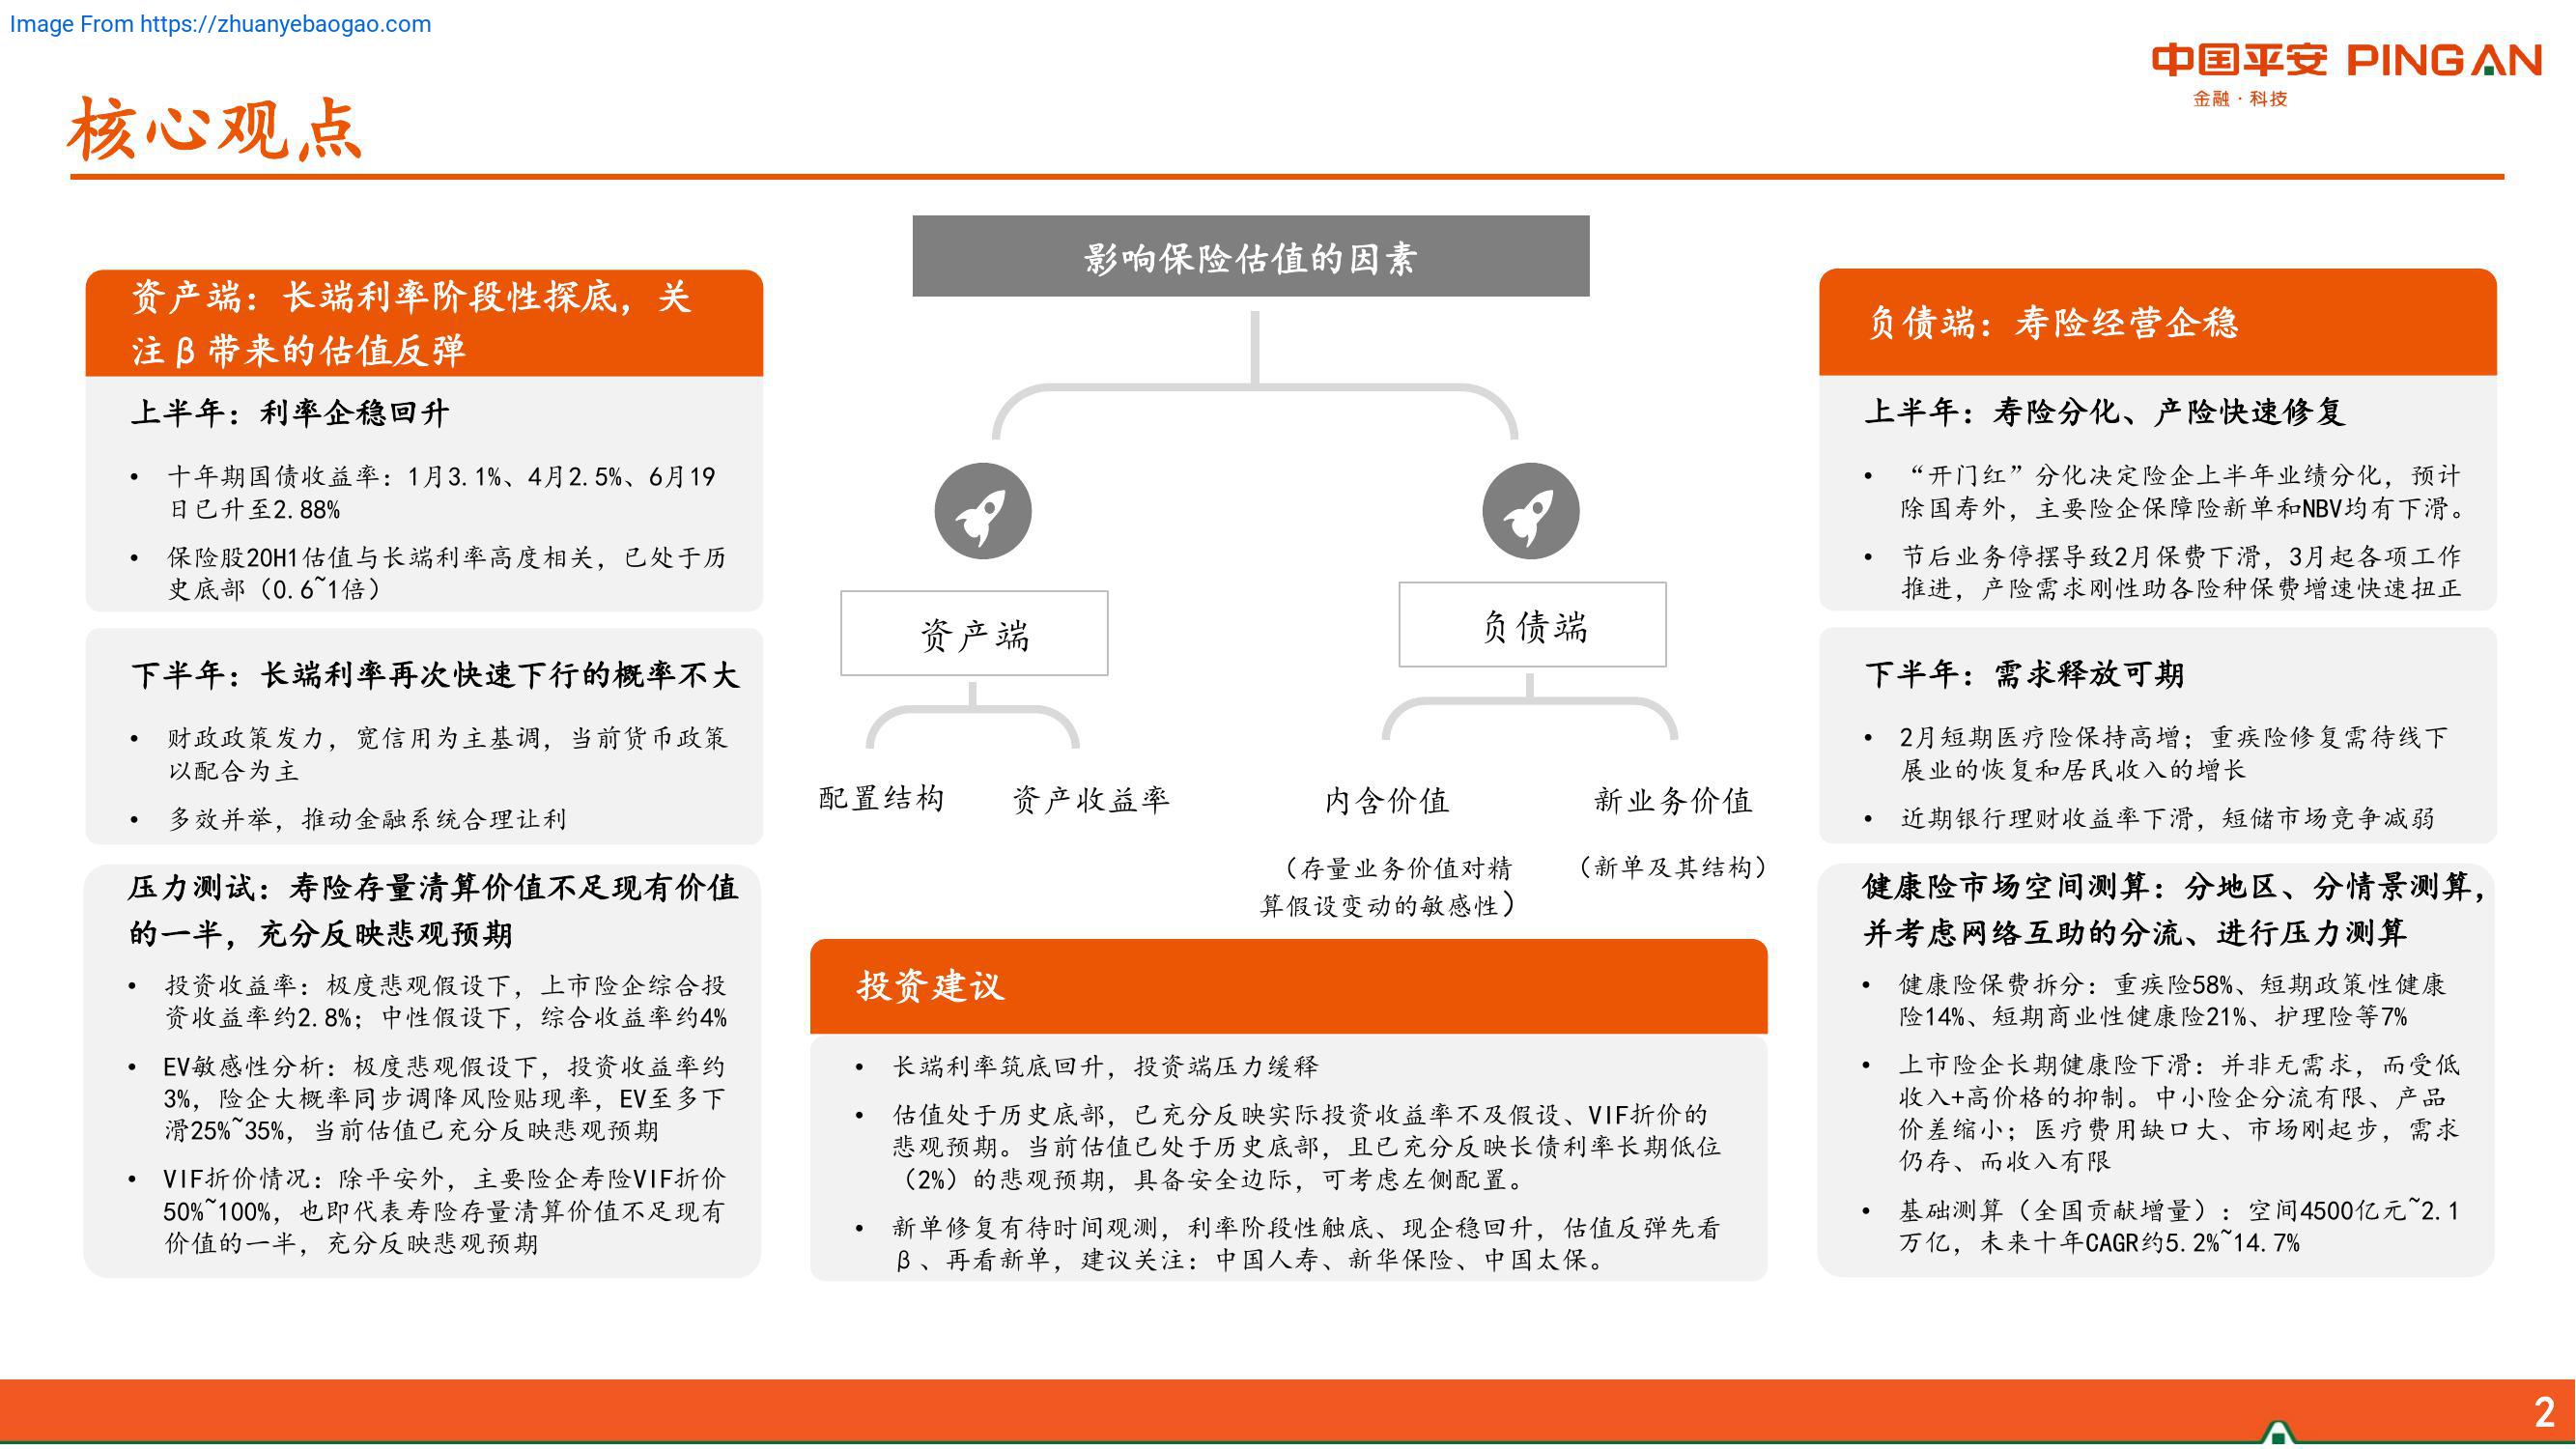 Image From https://zhuanyebaogao.com
中国平安 PINGAN
金融·科技
核心观点
资产端：长端利率阶段性探底，关
注β带来的估值反弹
上半年：利率企稳回升
• 十年期国债收益率：1月3.1%、4月2.5%、6月19
日已升至2.88%
• 保险股20H1估值与长端利率高度相关，已处于历
史底部（0.6~1倍）
下半年：长端利率再次快速下行的概率不大
• 财政政策发力，宽信用为主基调，当前货币政策
以配合为主
• 多效并举，推动金融系统合理让利
压力测试：寿险存量清算价值不足现有价值
的一半，充分反映悲观预期
• 投资收益率：极度悲观假设下，上市险企综合投
资收益率约2.8%；中性假设下，综合收益率约4%
• EV敏感性分析：极度悲观假设下，投资收益率约
3%，险企大概率同步调降风险贴现率，EV至多下
滑25%~35%，当前估值已充分反映悲观预期
• VIF折价情况：除平安外，主要险企寿险VIF折价
50%~100%，也即代表寿险存量清算价值不足现有
价值的一半，充分反映悲观预期
影响保险估值的因素
资产端
负债端
配置结构
资产收益率
内含价值
新业务价值
（存量业务价值对精
算假设变动的敏感性）
（新单及其结构）
投资建议
• 长端利率筑底回升，投资端压力缓释
• 估值处于历史底部，已充分反映实际投资收益率不及假设、VIF折价的
悲观预期。当前估值已处于历史底部，且已充分反映长债利率长期低位
（2%）的悲观预期，具备安全边际，可考虑左侧配置。
• 新单修复有待时间观测，利率阶段性触底、现企稳回升，估值反弹先看
β、再看新单，建议关注：中国人寿、新华保险、中国太保。
负债端：寿险经营企稳
上半年：寿险分化、产险快速修复
• “开门红”分化决定险企上半年业绩分化，预计
除国寿外，主要险企保障险新单和NBV均有下滑。
• 节后业务停摆导致2月保费下滑，3月起各项工作
推进，产险需求刚性助各险种保费增速快速扭正
下半年：需求释放可期
• 2月短期医疗险保持高增；重疾险修复需待线下
展业的恢复和居民收入的增长
• 近期银行理财收益率下滑，短储市场竞争减弱
健康险市场空间测算：分地区、分情景测算，
并考虑网络互助的分流、进行压力测算
• 健康险保费拆分：重疾险58%、短期政策性健康
险14%、短期商业性健康险21%、护理险等7%
• 上市险企长期健康险下滑：并非无需求，而受低
收入+高价格的抑制。中小险企分流有限、产品
价差缩小；医疗费用缺口大、市场刚起步，需求
仍存、而收入有限
• 基础测算（全国贡献增量）：空间4500亿元~2.1
万亿，未来十年CAGR约5.2%~14.7%
2